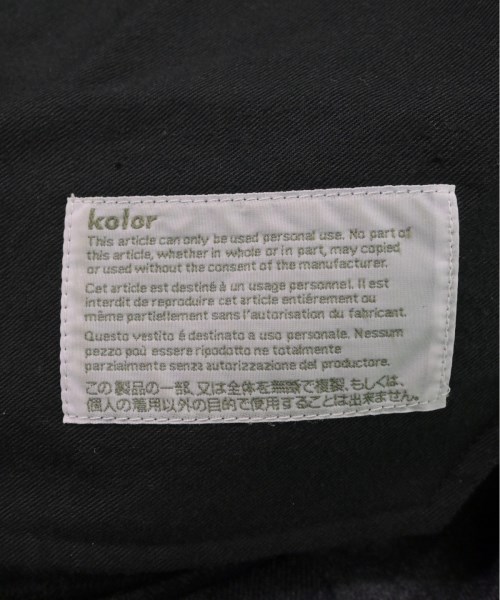 kolor
This article can only be used personal use. No part of
this article, whether in whole or in part, may copied
or used without the consent of the manufacturer.
Cet article est destiné à un usage personnel. Il est
interdit de reproduire cet article entiérement ou
même partiellement sans l'autorisation du fabricant.
Questo vestito é destinato a uso personale. Nessum
pezzo poú essere ripodotto ne totalmente
parzialmente senza autorizzazione del productore.
この製品の一部、又は全体を無断で複製、もしくは、
個人の着用以外の目的で使用することは出来ません。